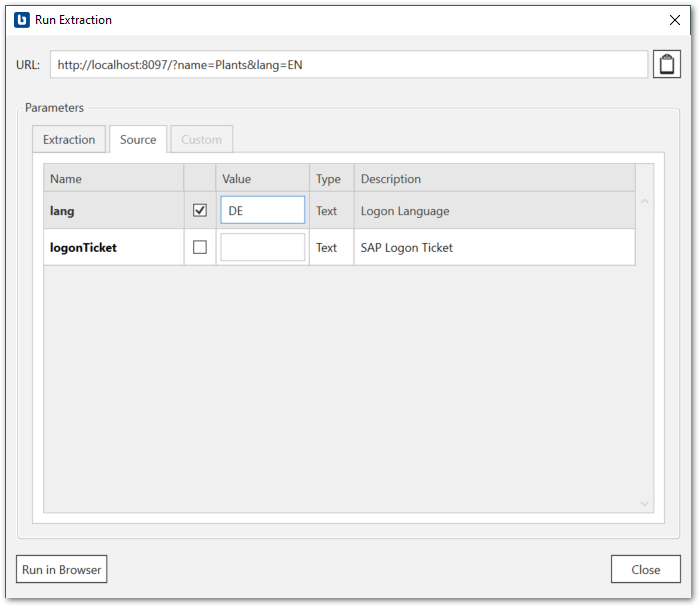 Run Extraction
URL: http://localhost:8097/?name=Plants&lang=EN
Parameters
Extraction Source Custom
Name Value Type Description
lang DE Text Logon Language
logonTicket Text SAP Logon Ticket
Run in Browser Close